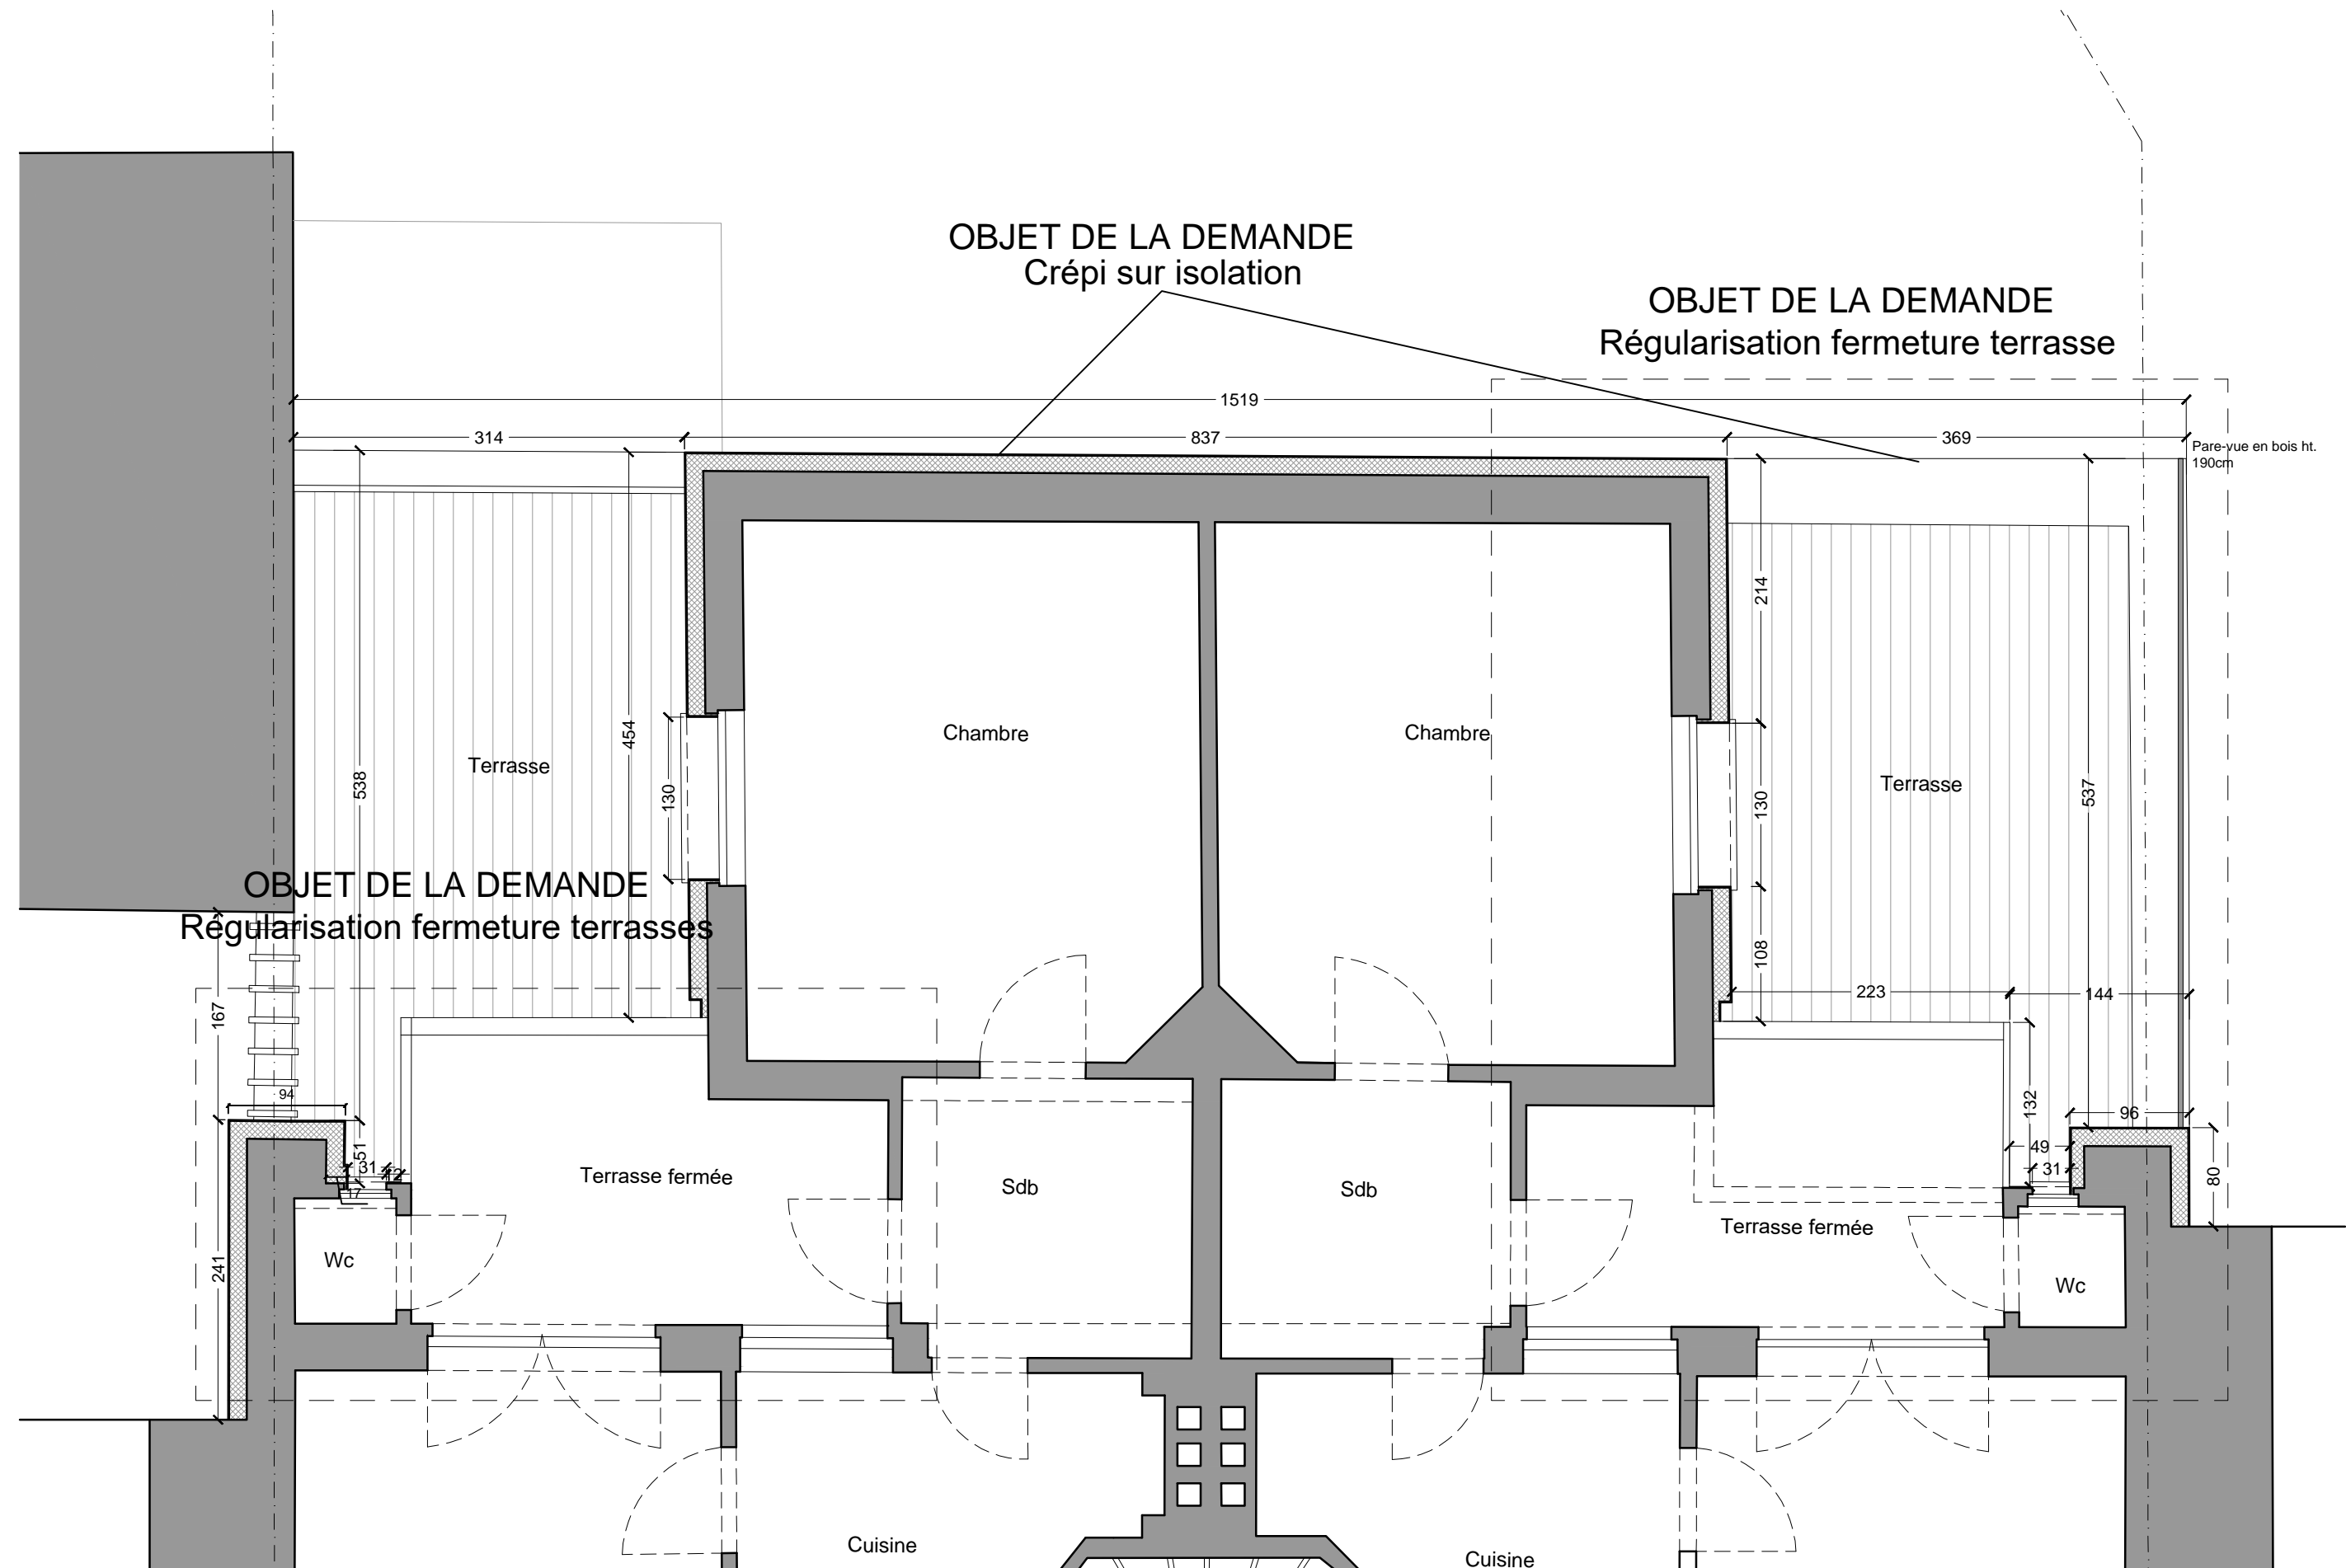 OBJET DE LA DEMANDE
Crépi sur isolation
OBJET DE LA DEMANDE
Régularisation fermeture terrasse
1519
314
837
369
Pare-vue en bois ht.
190cm
214
454
538
130
Chambre
Chambre
Terrasse
Terrasse
130
537
OBJET DE LA DEMANDE
Régularisation fermeture terrasses
108
167
223
144
94
132
96
51
31
12
17
49
31
80
Terrasse fermée
Sdb
Sdb
Terrasse fermée
241
Wc
Wc
Cuisine
Cuisine